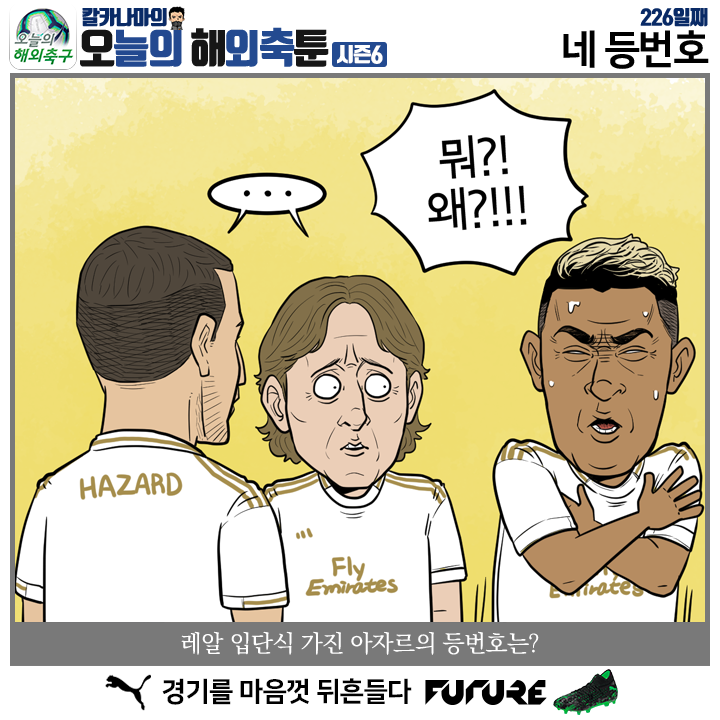 오늘의
해외축구
칼카나마의
오늘의 해외축툰
시즌6
226일째
네 등번호
...
뭐?!
왜?!!!
HAZARD
Fly
Emirates
Emirates
레알 입단식 가진 아자르의 등번호는?
경기를 마음껏 뒤흔들다 FUTURE